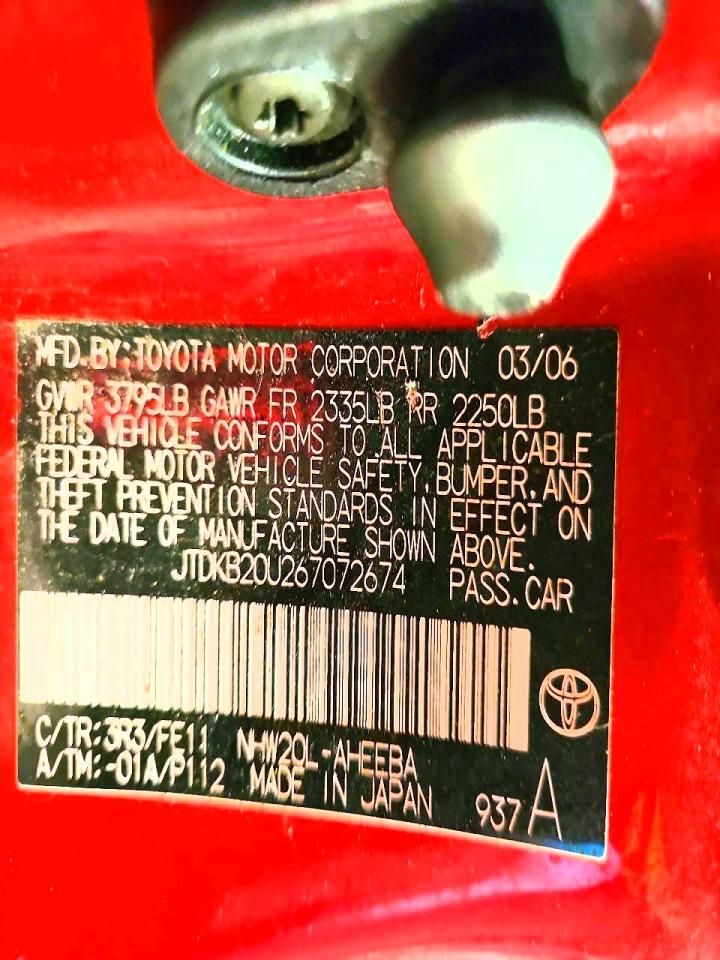 MFD.BY:TOYOTA MOTOR CORPORATION 03/06
GVWR 3795LB GAWR FR 2335LB RR 2250LB
THIS VEHICLE CONFORMS TO ALL APPLICABLE
FEDERAL MOTOR VEHICLE SAFETY,BUMPER,AND
THEFT PREVENTION STANDARDS IN EFFECT ON
THE DATE OF MANUFACTURE SHOWN ABOVE.
JTDKB20U267072674 PASS.CAR
C/TR:3R3/FE11 NHW20L-AHEEBA
A/TM:-01A/P112 MADE IN JAPAN 937 A